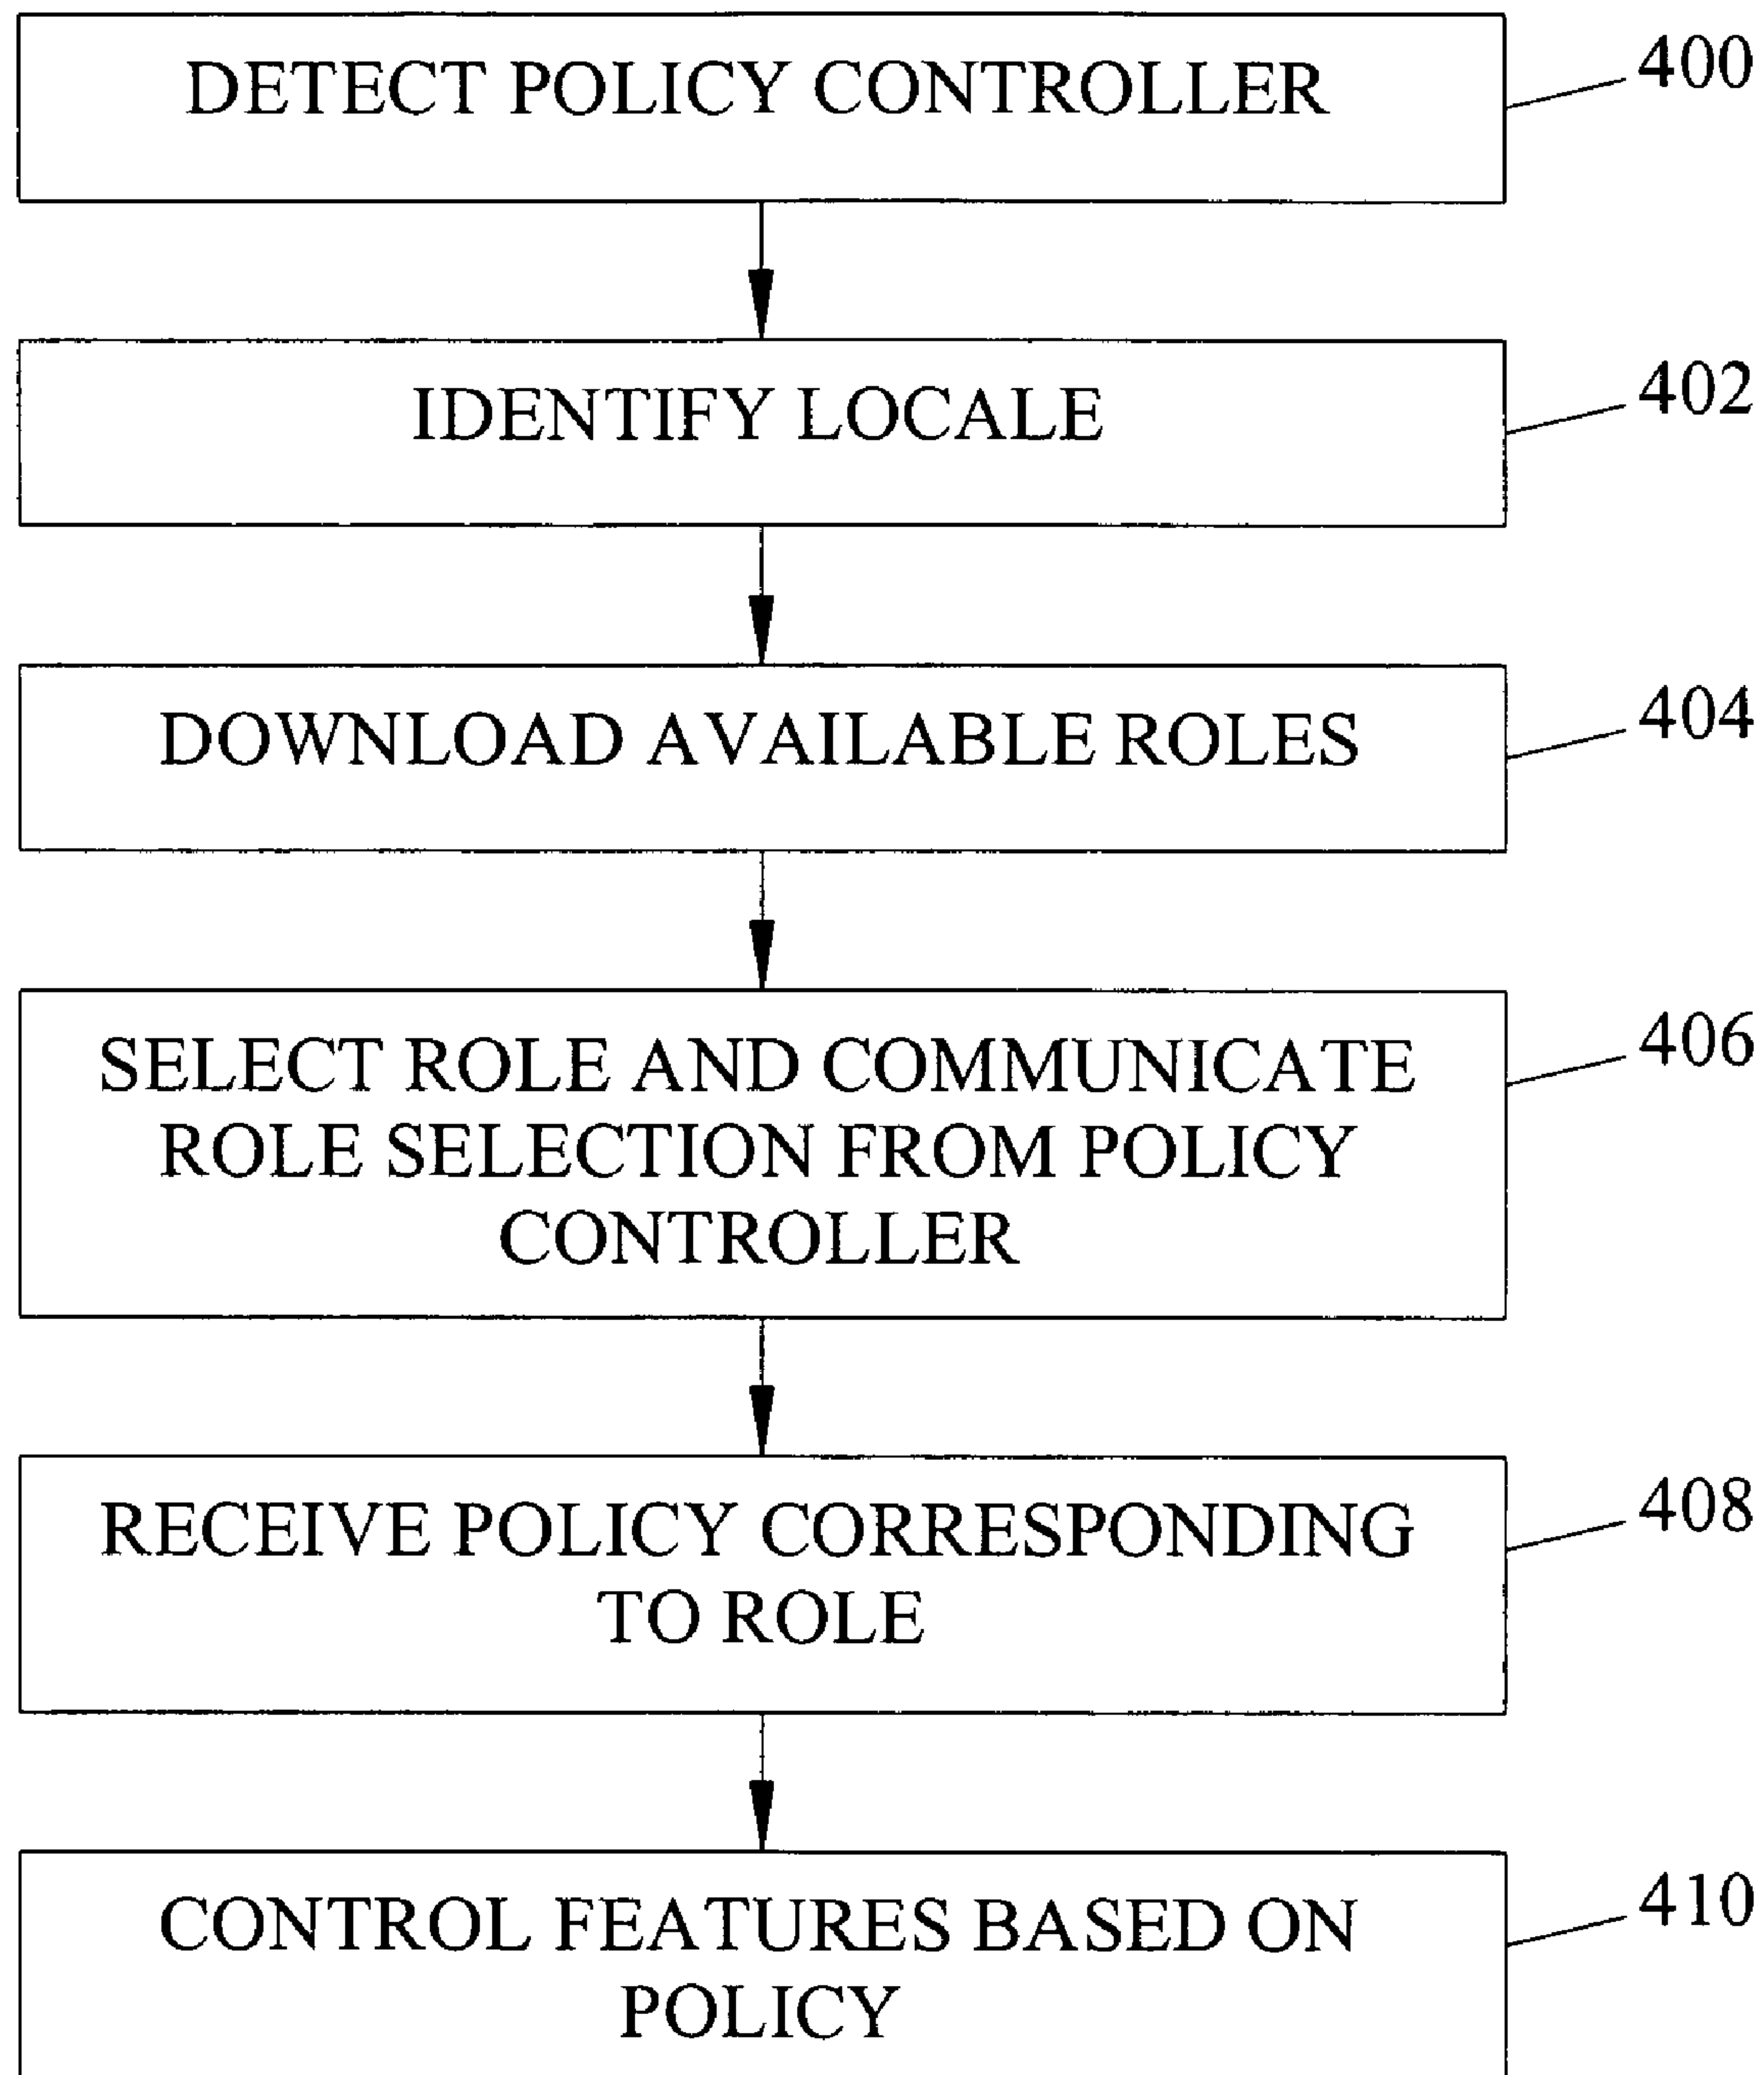 DETECT POLICY CONTROLLER
400
IDENTIFY LOCALE
402
DOWNLOAD AVAILABLE ROLES
404
SELECT ROLE AND COMMUNICATE
ROLE SELECTION FROM POLICY
CONTROLLER
406
RECEIVE POLICY CORRESPONDING
TO ROLE
408
CONTROL FEATURES BASED ON
POLICY
410